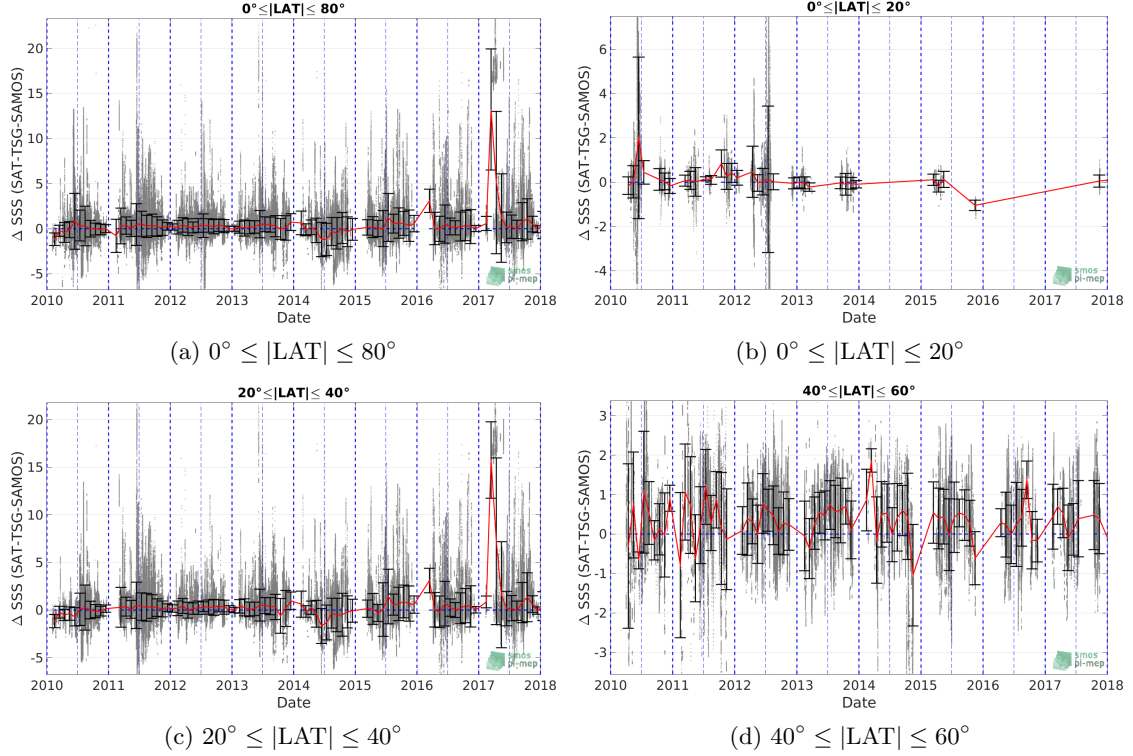 0°≤|LAT|≤ 80°
Δ SSS (SAT-TSG-SAMOS)
20
15
10
5
0
-5
2010 2011 2012 2013 2014 2015 2016 2017 2018
Date
smos
pi-mep
(a) 0° ≤ |LAT| ≤ 80°
0°≤|LAT|≤ 20°
Δ SSS (SAT-TSG-SAMOS)
6
4
2
0
-2
-4
2010 2011 2012 2013 2014 2015 2016 2017 2018
Date
smos
pi-mep
(b) 0° ≤ |LAT| ≤ 20°
20°≤|LAT|≤ 40°
Δ SSS (SAT-TSG-SAMOS)
20
15
10
5
0
-5
2010 2011 2012 2013 2014 2015 2016 2017 2018
Date
smos
pi-mep
(c) 20° ≤ |LAT| ≤ 40°
40°≤|LAT|≤ 60°
Δ SSS (SAT-TSG-SAMOS)
3
2
1
0
-1
-2
-3
2010 2011 2012 2013 2014 2015 2016 2017 2018
Date
smos
pi-mep
(d) 40° ≤ |LAT| ≤ 60°